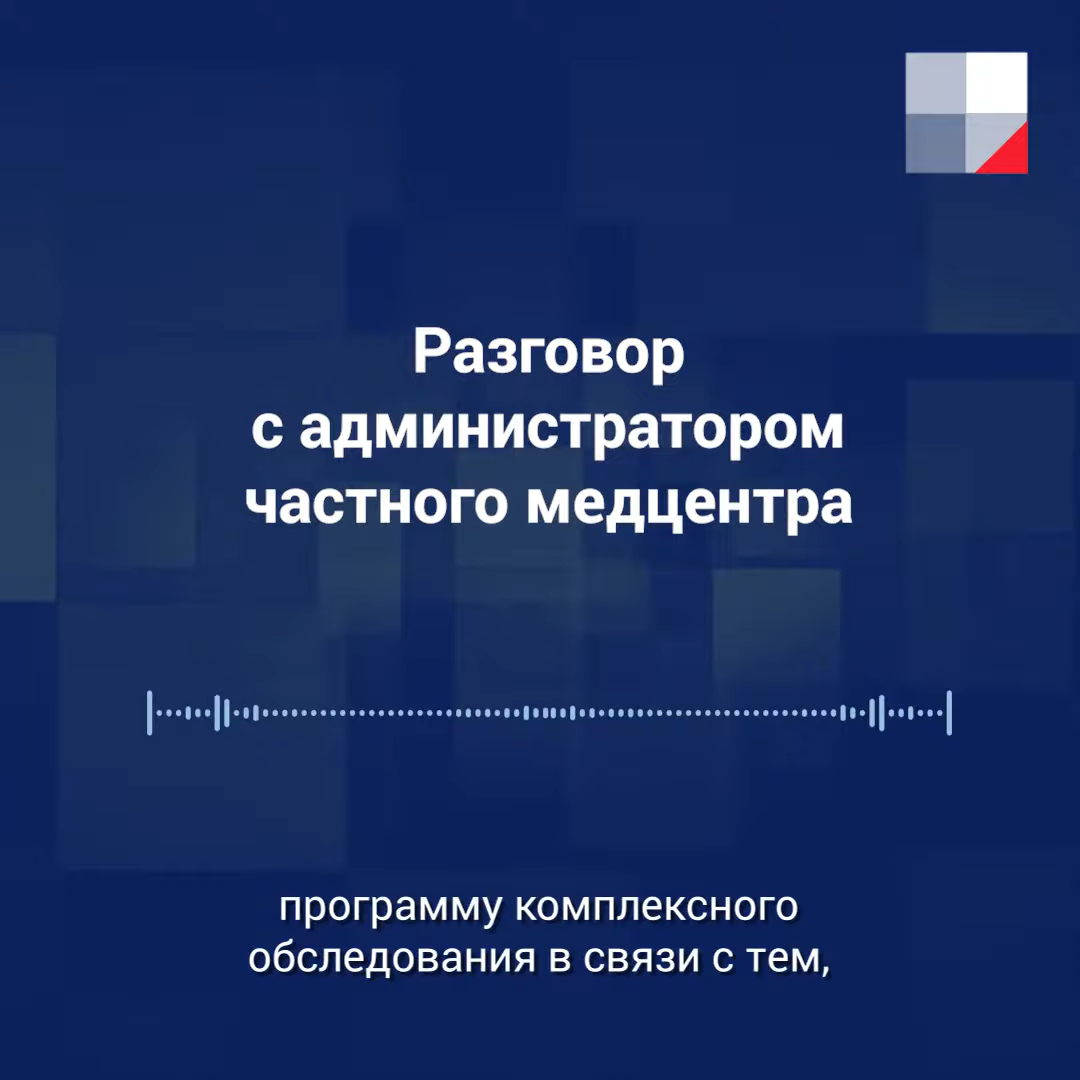 Разговор
с администратором
частного медцентра
программу комплексного
обследования в связи с тем,